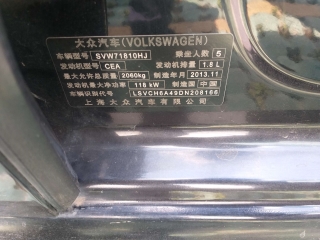 大众汽车(VOLKSWAGEN)
车辆型号 SVW71810HJ 乘坐人数 5
发动机型号 CEA 发动机排量 1.8 L
最大允许总质量 2060kg 制造年月 2013.11
发动机最大净功率 118 kW 制造国 中国
车辆识别代号 LSVCH6A49DN208166
上海大众汽车有限公司